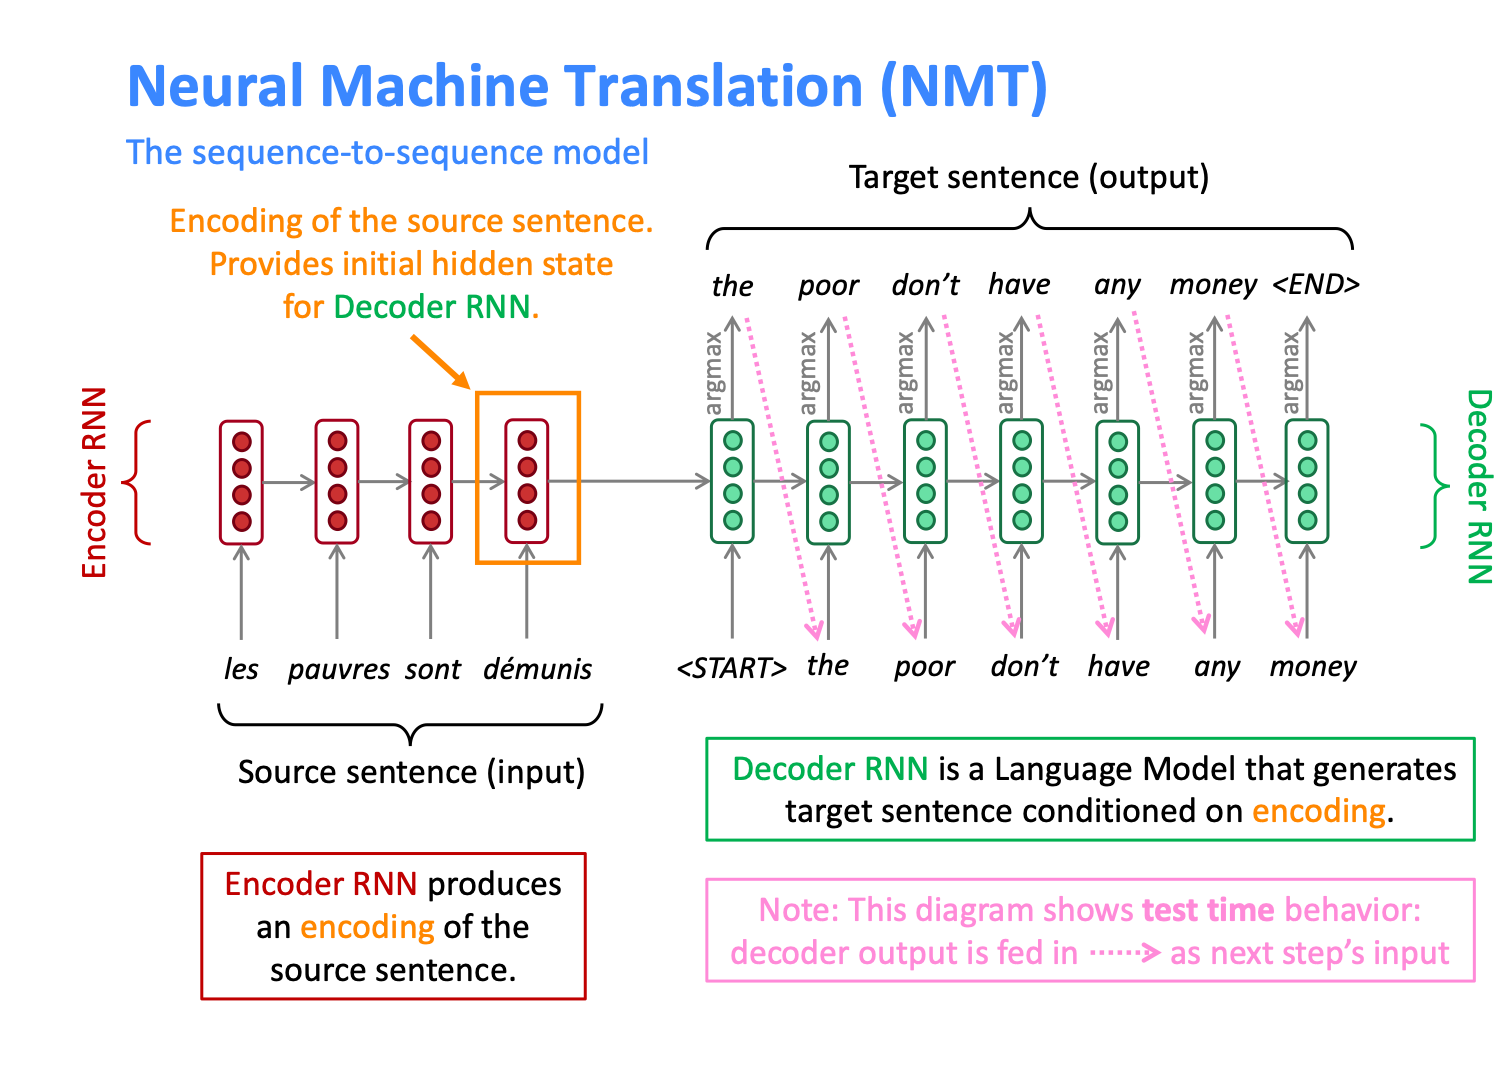 Neural Machine Translation (NMT)
The sequence-to-sequence model
Encoding of the source sentence.
Provides initial hidden state
for Decoder RNN.
Target sentence (output)
the poor don’t have any money <END>
argmax argmax argmax argmax argmax argmax argmax
Encoder RNN
Decoder RNN
les pauvres sont démunis
<START> the poor don’t have any money
Source sentence (input)
Encoder RNN produces
an encoding of the
source sentence.
Decoder RNN is a Language Model that generates
target sentence conditioned on encoding.
Note: This diagram shows test time behavior:
decoder output is fed in as next step’s input